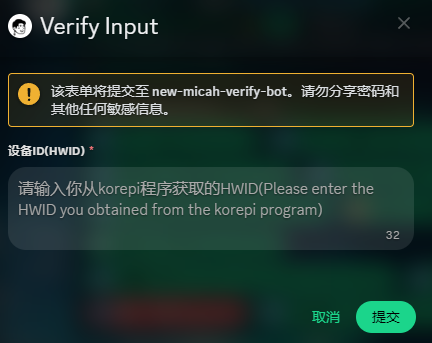 Verify Input
该表单将提交至 new-micah-verify-bot。请勿分享密码和
其他任何敏感信息。
设备ID(HWID) *
请输入你从korepi程序获取的HWID(Please enter the
HWID you obtained from the korepi program)
32
取消 提交